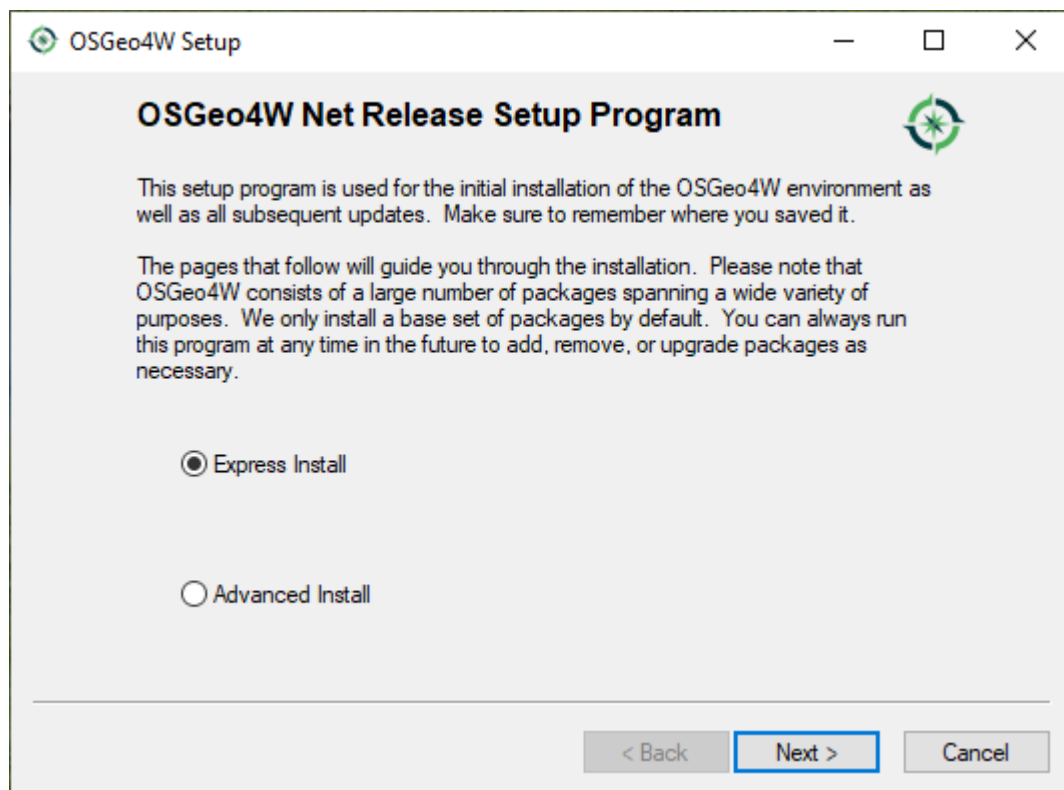 OSGeo4W Setup
OSGeo4W Net Release Setup Program
This setup program is used for the initial installation of the OSGeo4W environment as
well as all subsequent updates.  Make sure to remember where you saved it.
The pages that follow will guide you through the installation.  Please note that
OSGeo4W consists of a large number of packages spanning a wide variety of
purposes.  We only install a base set of packages by default.  You can always run
this program at any time in the future to add, remove, or upgrade packages as
necessary.
Express Install
Advanced Install
< Back
Next >
Cancel